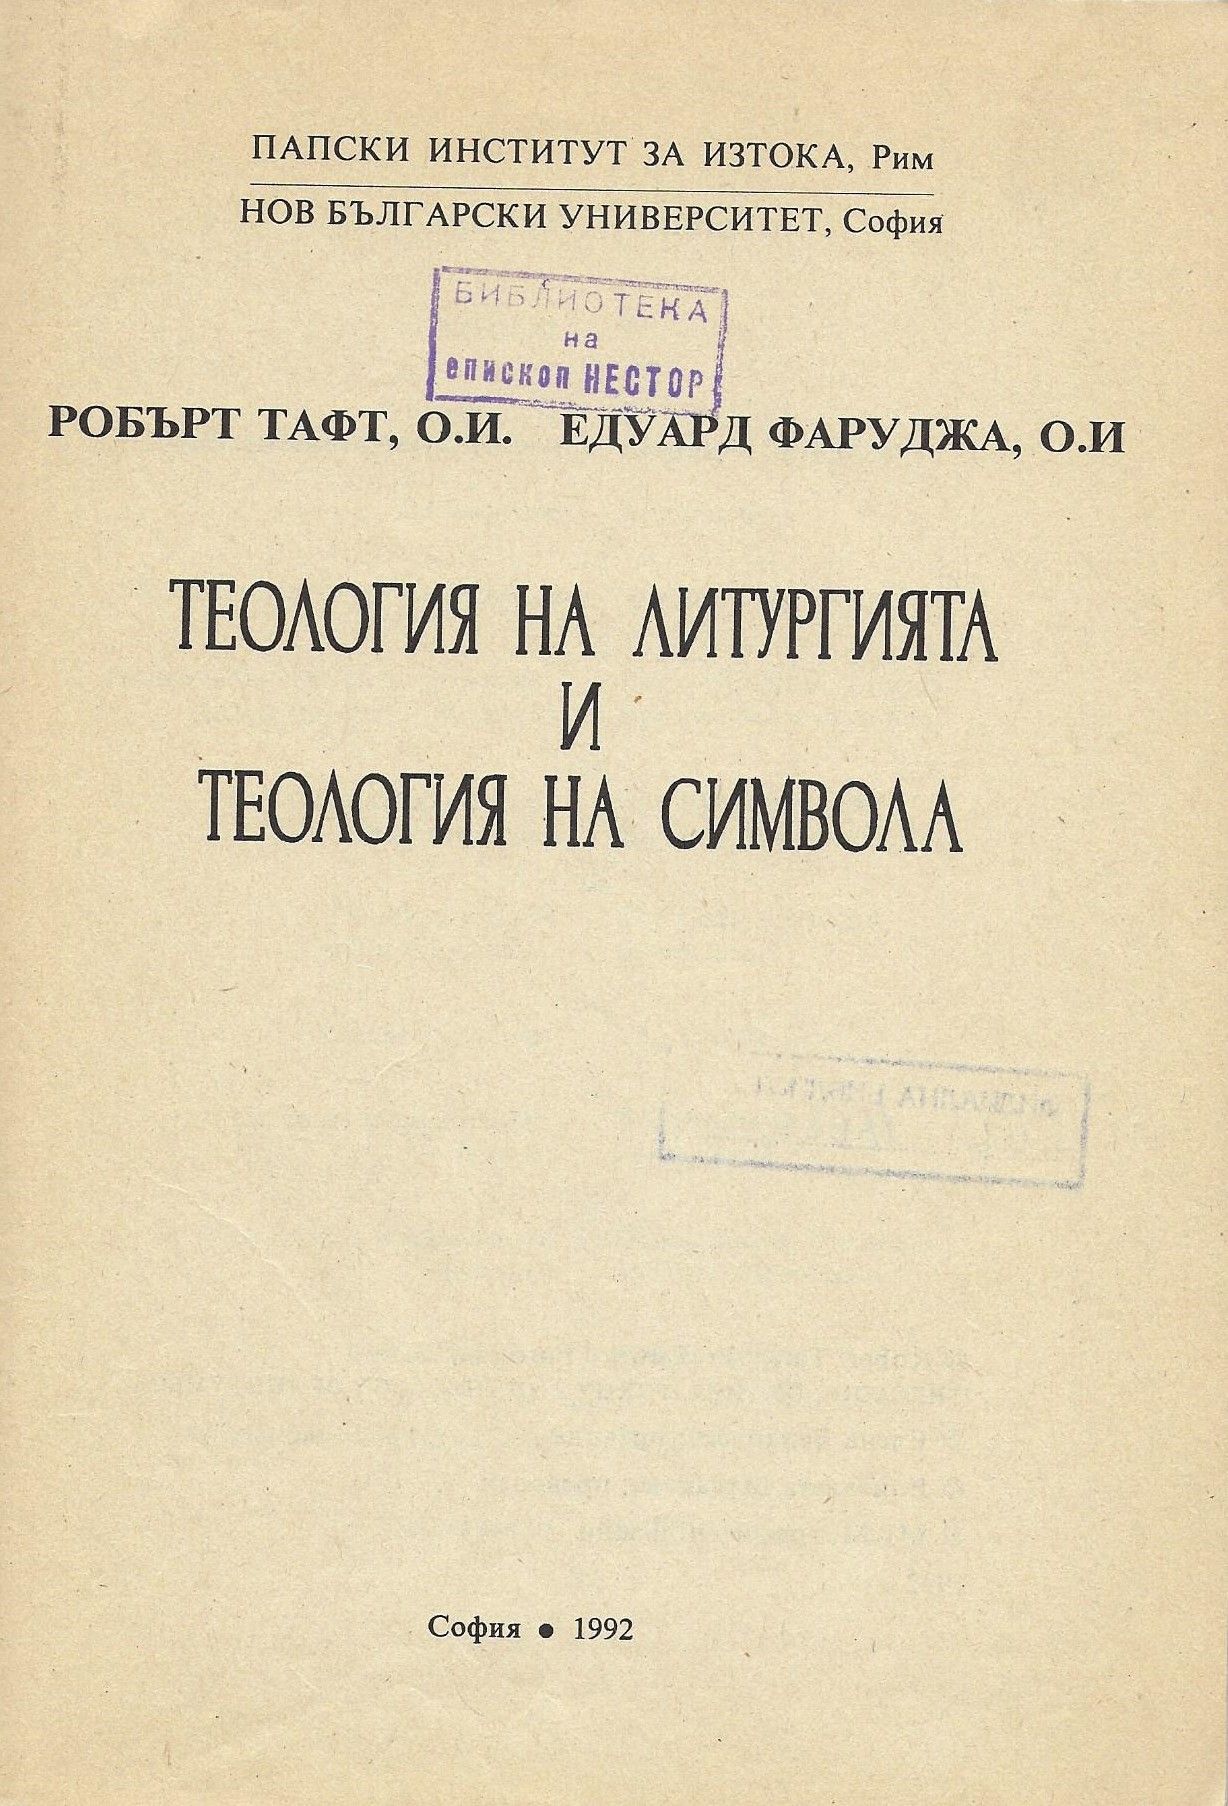 ПАПСКИ ИНСТИТУТ ЗА ИЗТОКА, Рим
НОВ БЪЛГАРСКИ УНИВЕРСИТЕТ, София
БИБЛИОТЕКА
на
епископ НЕСТОР
РОБЪРТ ТАФТ, О.И. ЕДУАРД ФАРУДЖА, О.И
ТЕОЛОГИЯ НА ЛИТУРГИЯТА
И
ТЕОЛОГИЯ НА СИМВОЛА
София • 1992